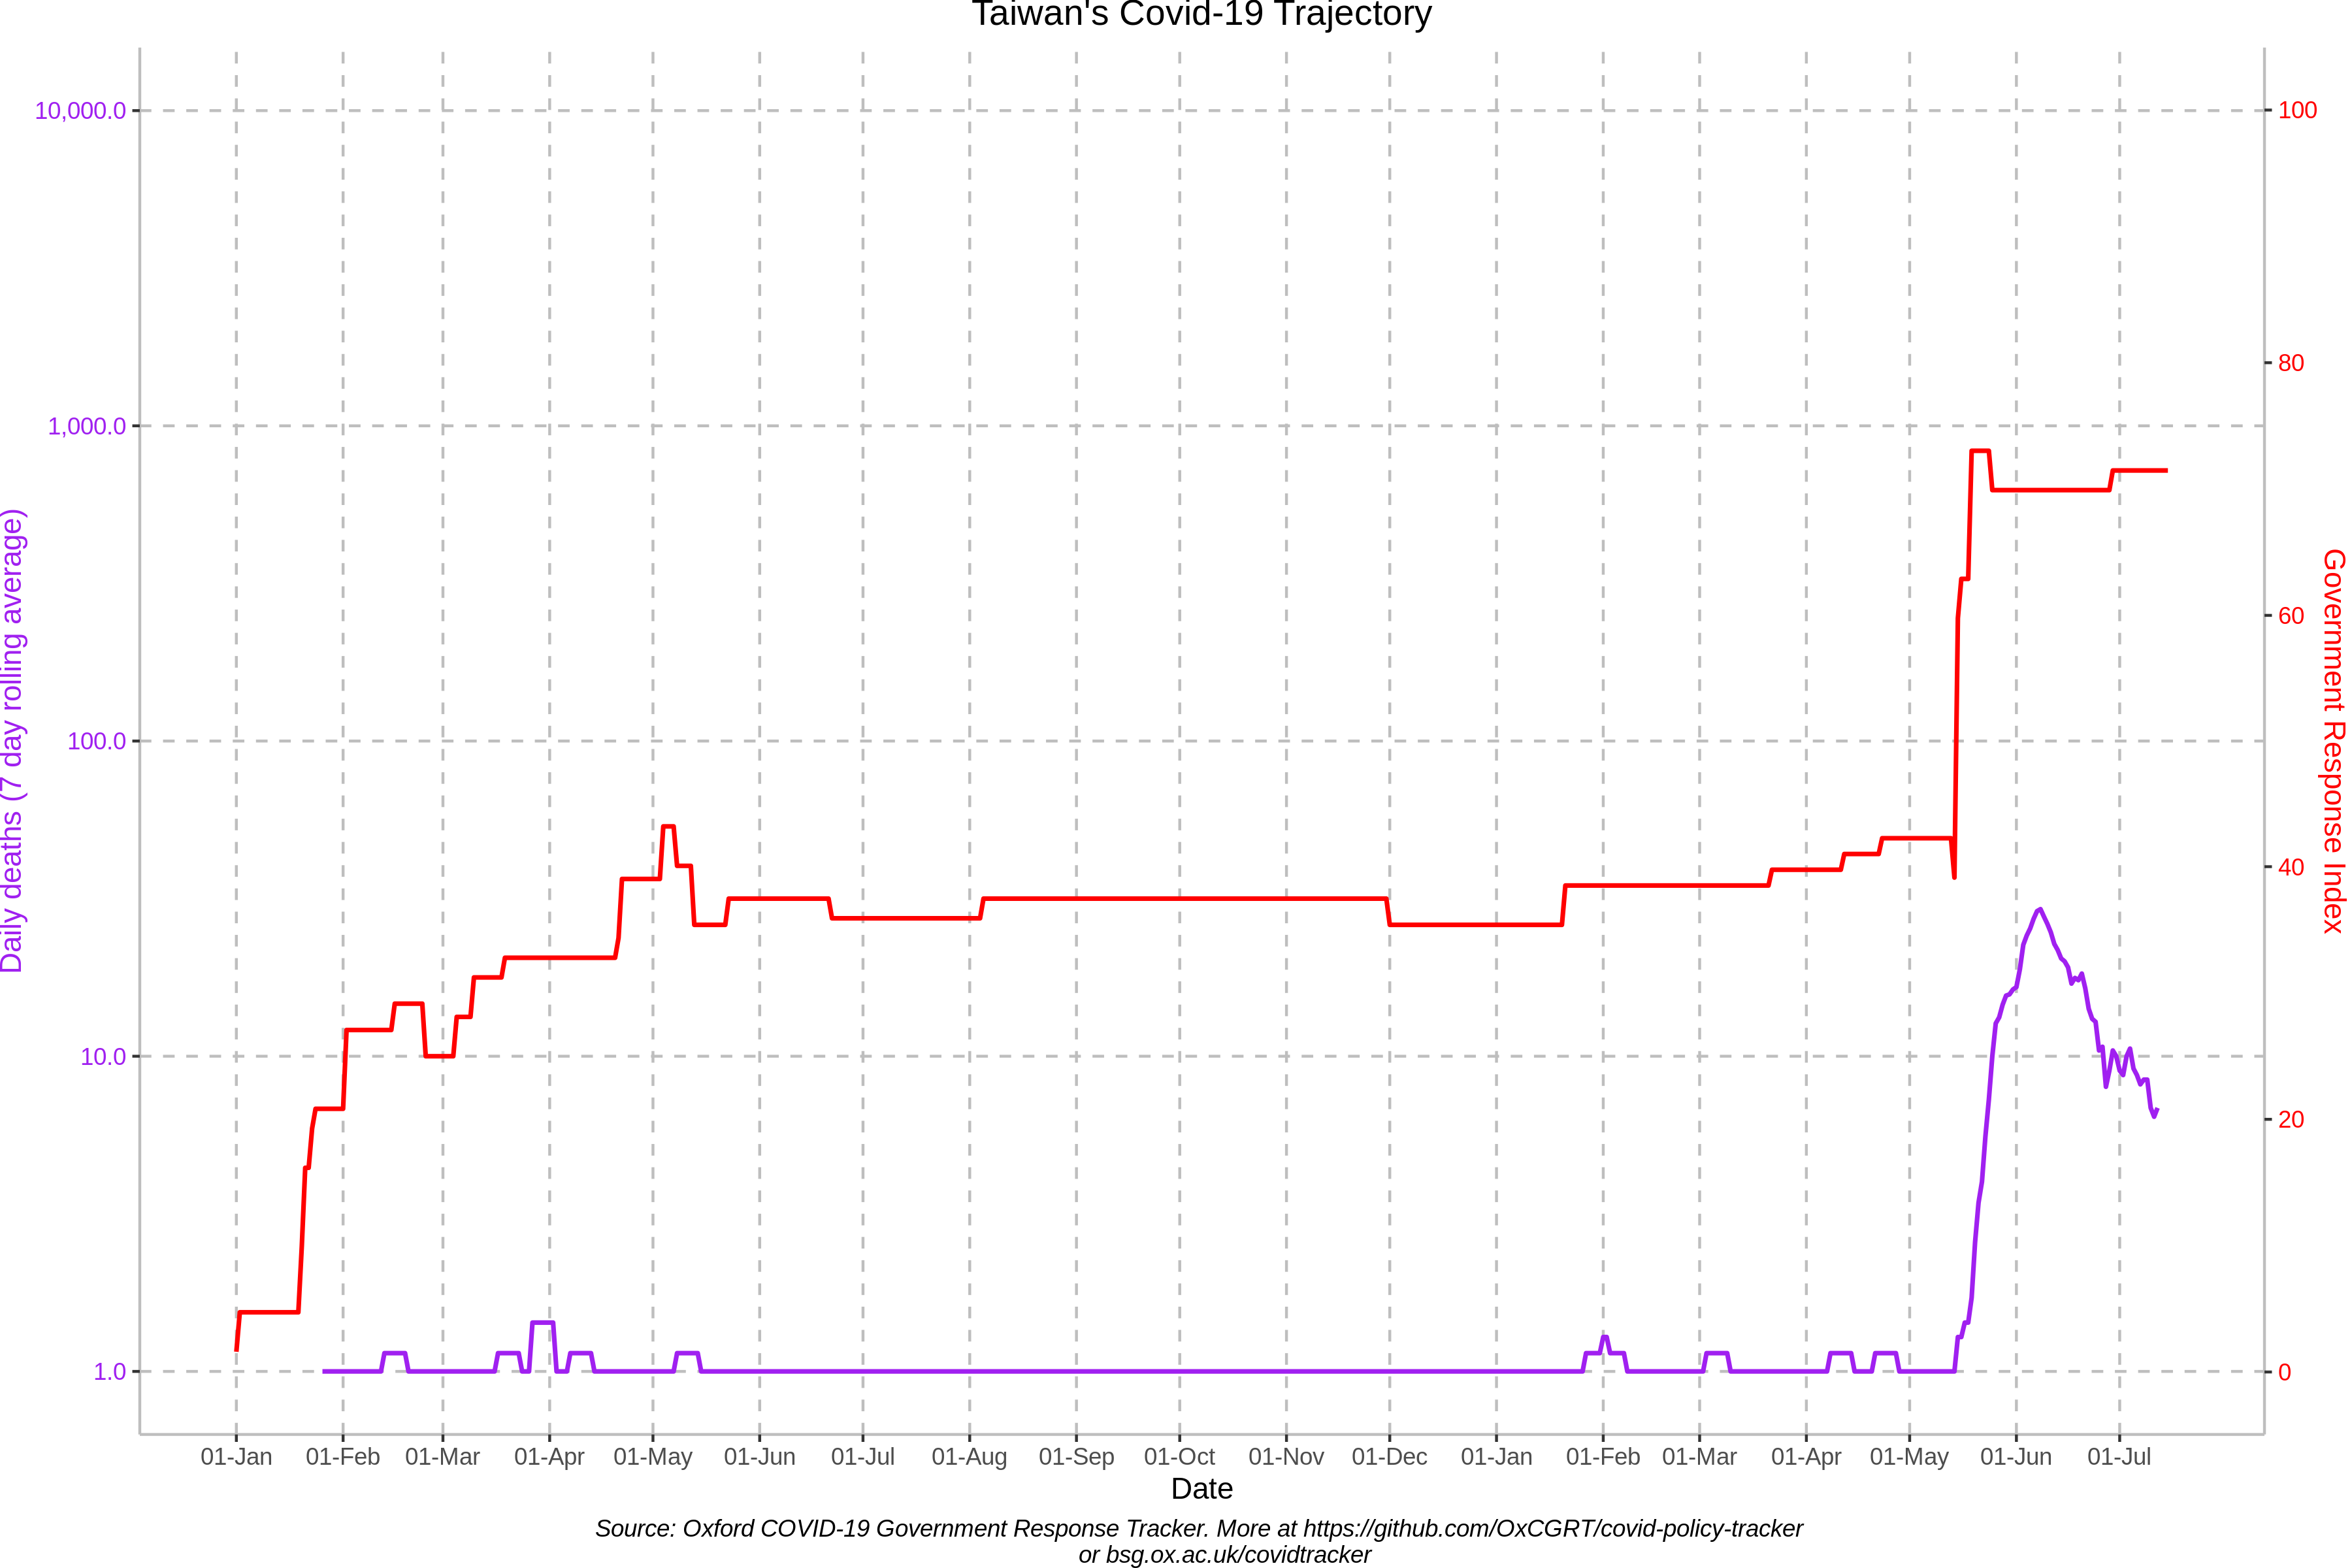 Taiwan's Covid-19 Trajectory
10,000.0
1,000.0
100.0
10.0
1.0
Daily deaths (7 day rolling average)
100
80
60
40
20
0
Government Response Index
01-Jan 01-Feb 01-Mar 01-Apr 01-May 01-Jun 01-Jul 01-Aug 01-Sep 01-Oct 01-Nov 01-Dec 01-Jan 01-Feb 01-Mar 01-Apr 01-May 01-Jun 01-Jul
Date
Source: Oxford COVID-19 Government Response Tracker. More at https://github.com/OxCGRT/covid-policy-tracker
or bsg.ox.ac.uk/covidtracker